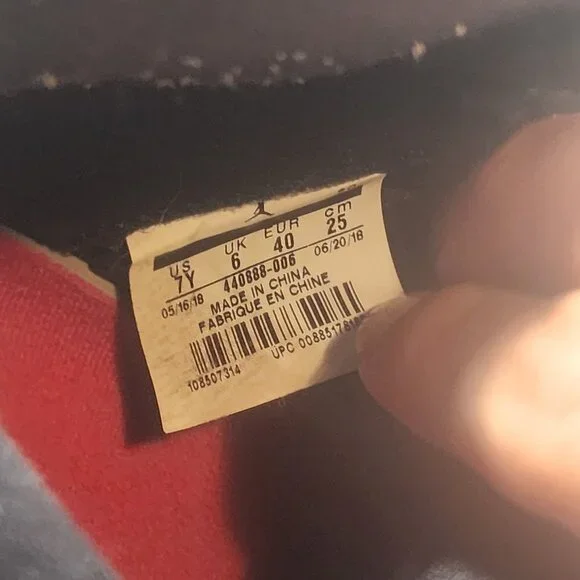 US UK EUR cm
7Y 6 40 25
05/16/18 440888-006 06/20/18
MADE IN CHINA
FABRIQUE EN CHINE
108507314 UPC